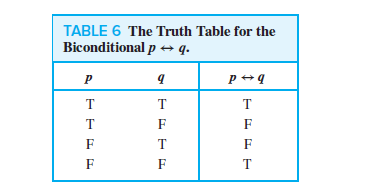 TABLE 6 The Truth Table for the
Biconditional p ↔ q.
p q p ↔ q
T T T
T F F
F T F
F F T